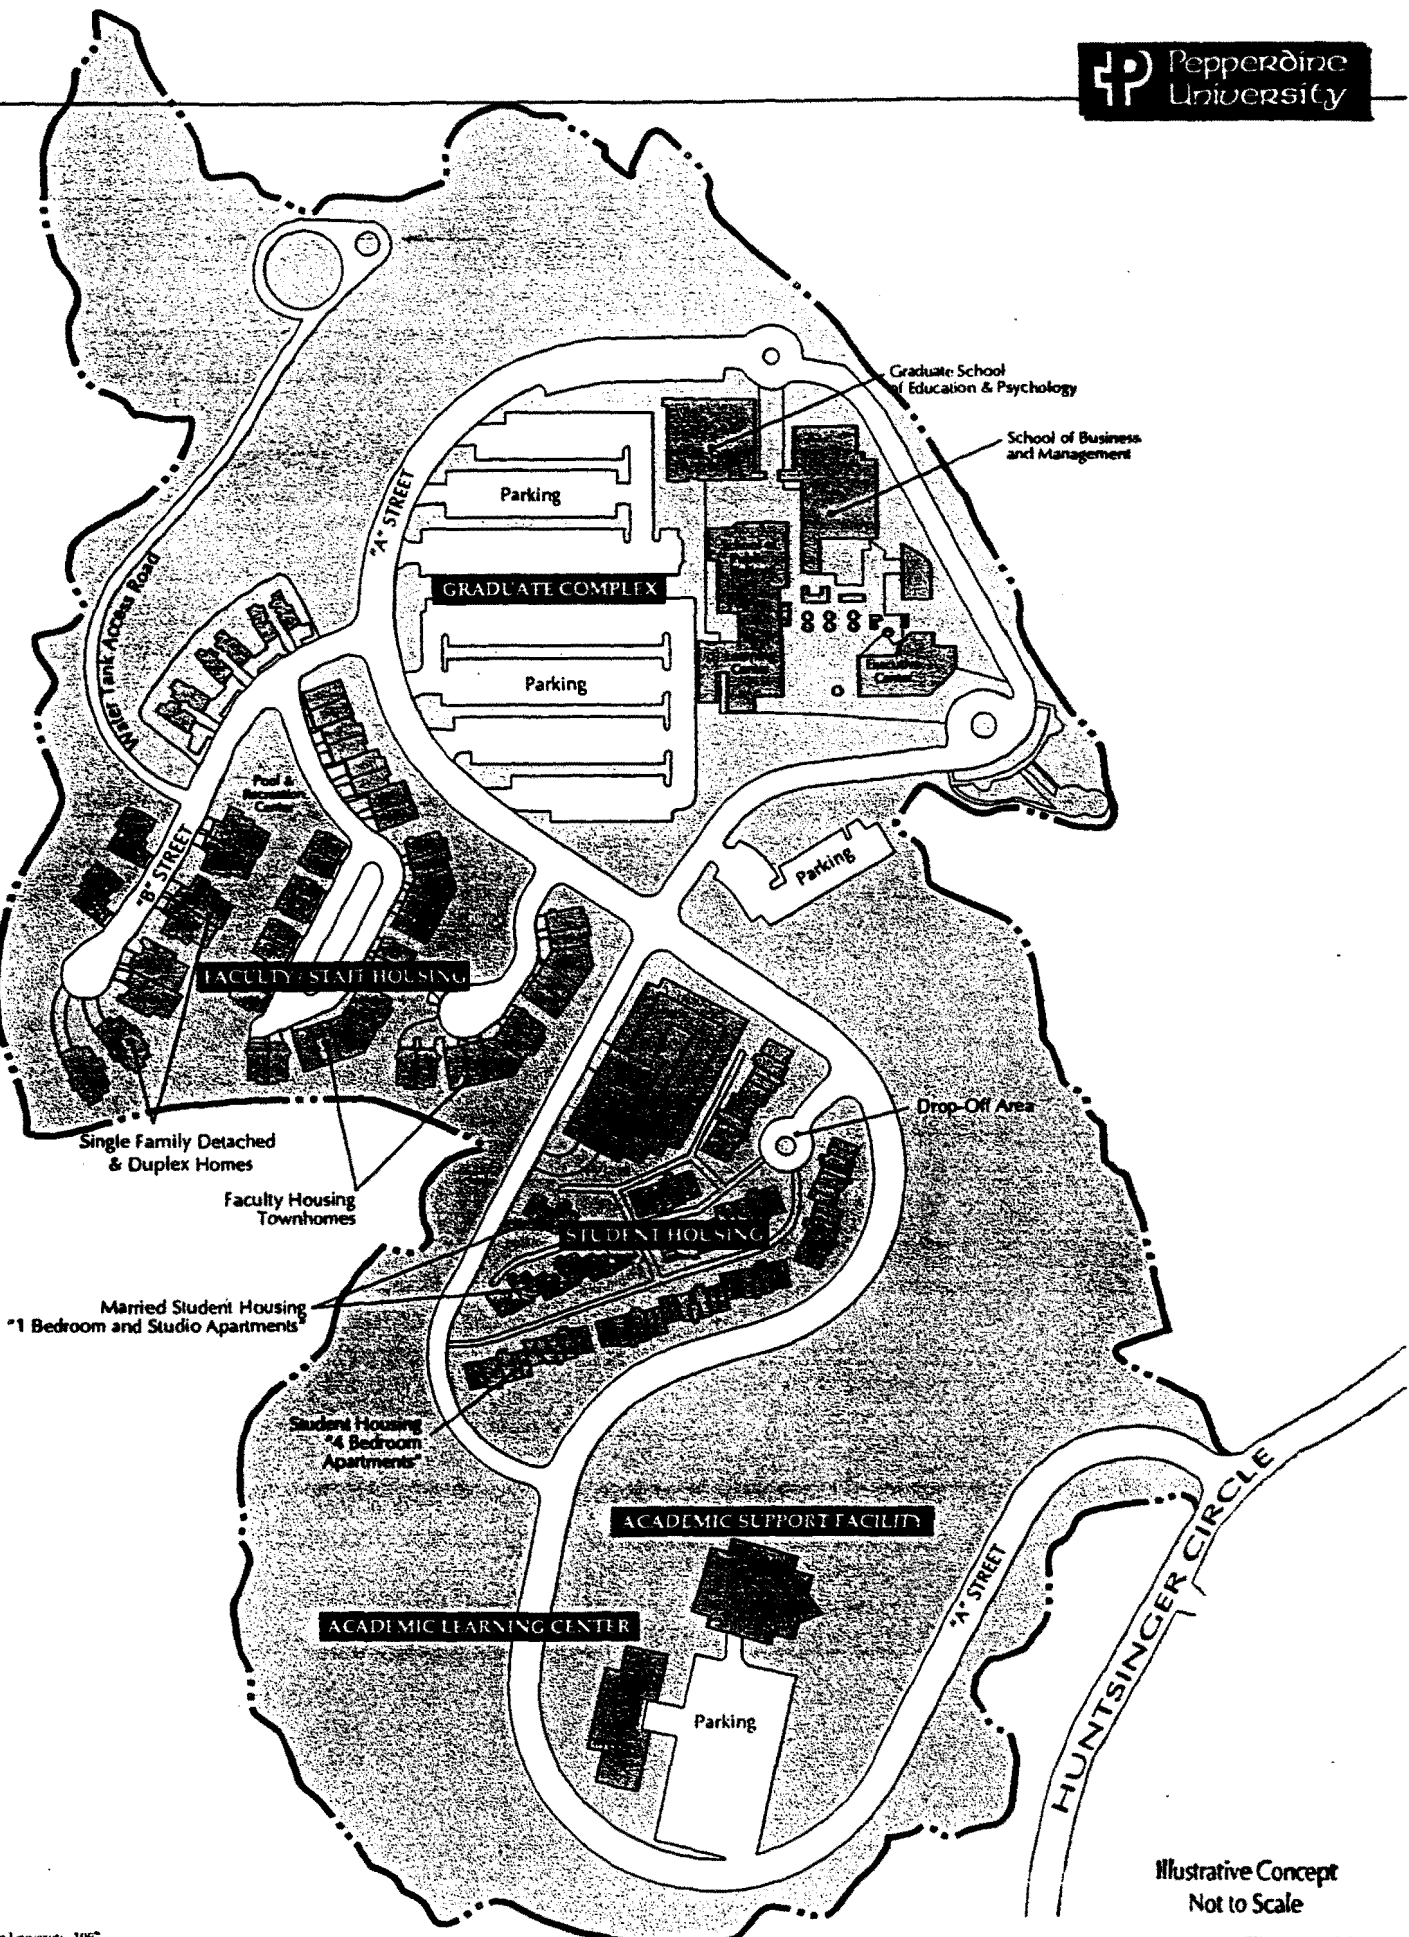 Pepperdine
University
Graduate School
of Education & Psychology
School of Business
and Management
"A" STREET
Parking
GRADUATE COMPLEX
Water Tank Access Road
Parking
Center
Executive
Center
Pool &
Recreation
Center
"B" STREET
Parking
FACULTY / STAFF HOUSING
Drop-Off Area
Single Family Detached
& Duplex Homes
Faculty Housing
Townhomes
STUDENT HOUSING
Married Student Housing
"1 Bedroom and Studio Apartments"
Student Housing
"4 Bedroom
Apartments"
ACADEMIC SUPPORT FACILITY
HUNTSINGER CIRCLE
"A" STREET
ACADEMIC LEARNING CENTER
Parking
Illustrative Concept
Not to Scale